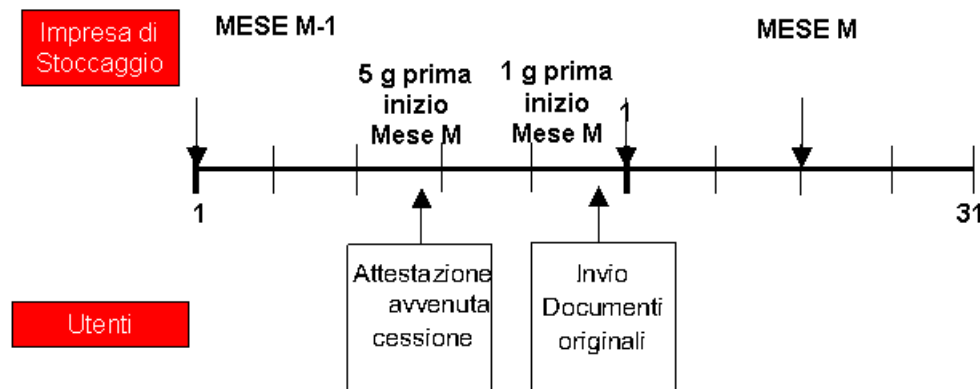 Impresa di
Stoccaggio
MESE M-1
MESE M
5 g prima
inizio
Mese M
1 g prima
inizio
Mese M
1
1
31
Attestazione
avvenuta
cessione
Invio
Documenti
originali
Utenti